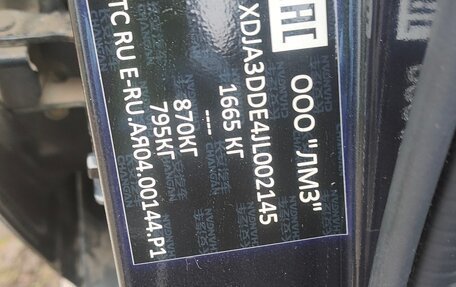 ООО "ЛМЗ"
XDJA3DDE4JL002145
1665 КГ
----
870КГ
795КГ
ТС RU Е-RU.АЯ04.00144.Р1